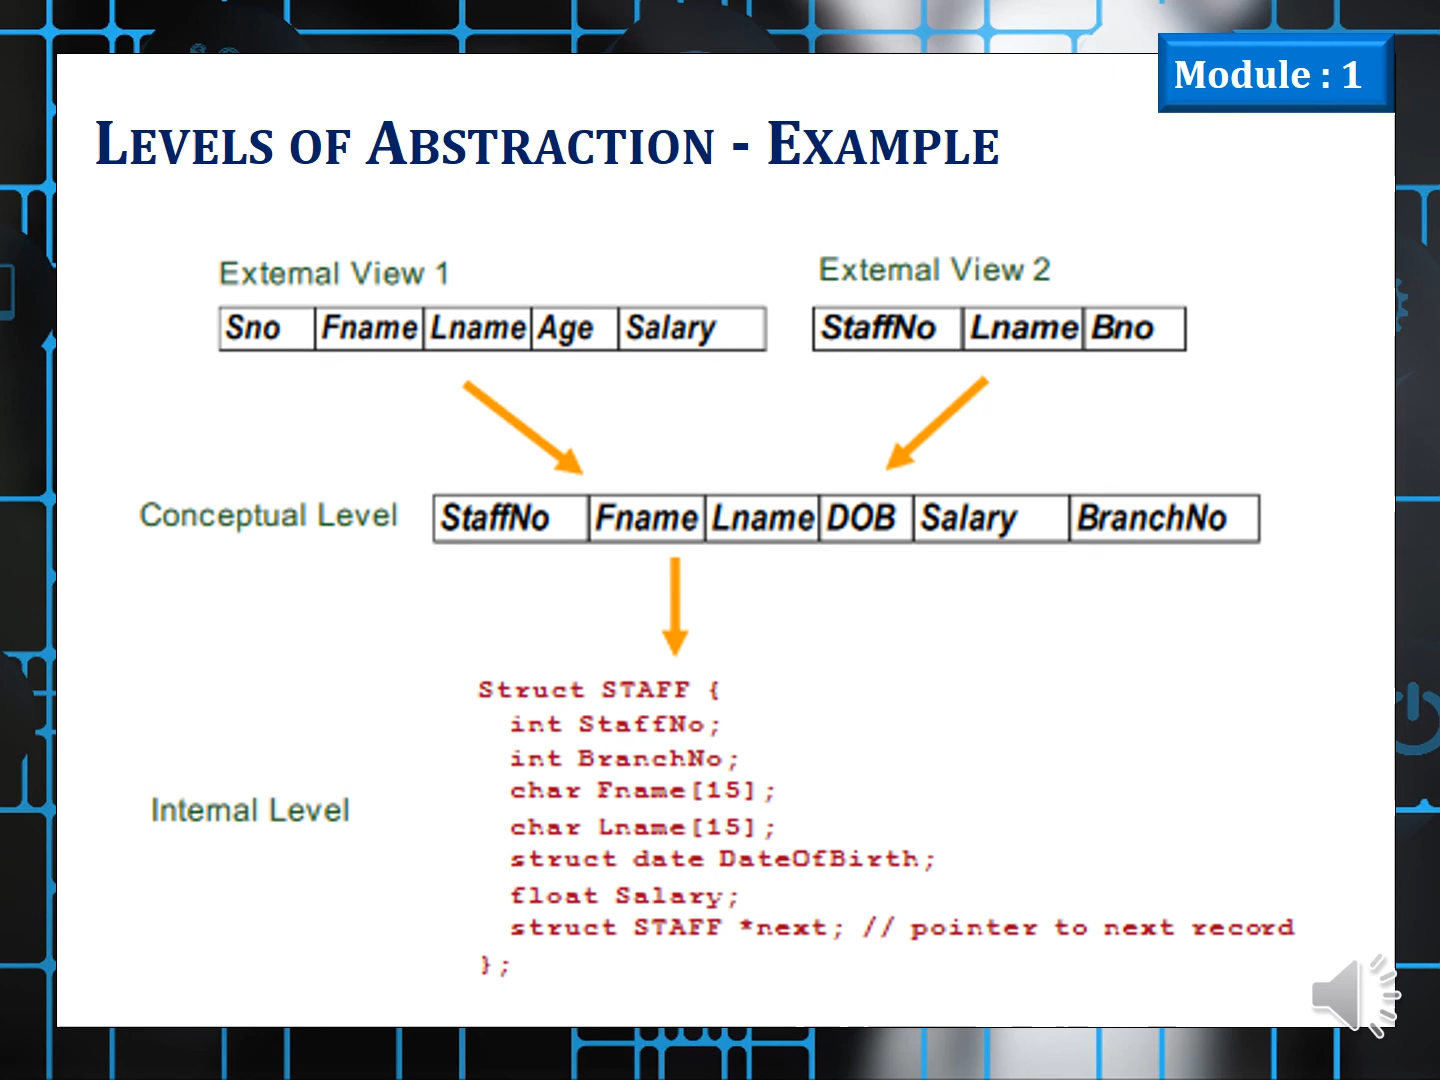 Module : 1
Levels of Abstraction - Example
External View 1
External View 2
Sno Fname Lname Age Salary
StaffNo Lname Bno
Conceptual Level
StaffNo Fname Lname DOB Salary BranchNo
Struct STAFF {
int StaffNo;
int BranchNo;
char Fname[15];
char Lname[15];
struct date DateOfBirth;
float Salary;
struct STAFF *next; // pointer to next record
};
Internal Level